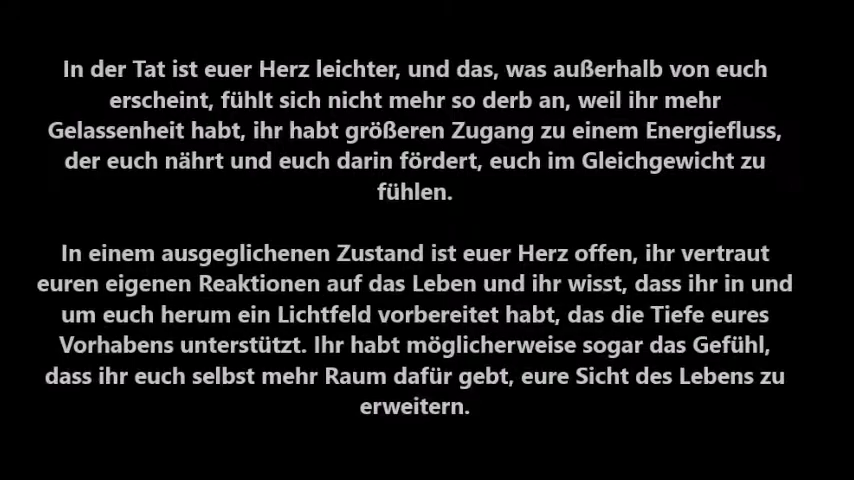 In der Tat ist euer Herz leichter, und das, was außerhalb von euch
erscheint, fühlt sich nicht mehr so derb an, weil ihr mehr
Gelassenheit habt, ihr habt größeren Zugang zu einem Energiefluss,
der euch nährt und euch darin fördert, euch im Gleichgewicht zu
fühlen.
In einem ausgeglichenen Zustand ist euer Herz offen, ihr vertraut
euren eigenen Reaktionen auf das Leben und ihr wisst, dass ihr in und
um euch herum ein Lichtfeld vorbereitet habt, das die Tiefe eures
Vorhabens unterstützt. Ihr habt möglicherweise sogar das Gefühl,
dass ihr euch selbst mehr Raum dafür gebt, eure Sicht des Lebens zu
erweitern.